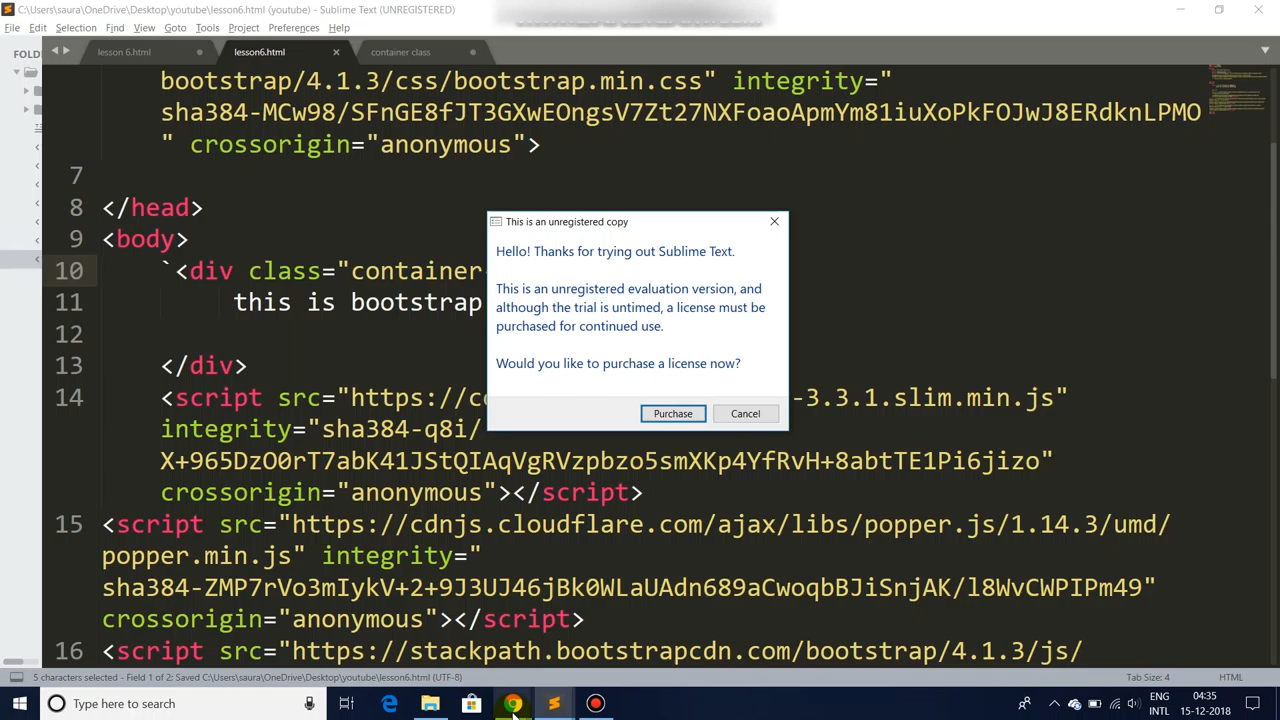 C:\Users\saura\OneDrive\Desktop\youtube\lesson6.html (youtube) - Sublime Text (UNREGISTERED)
File Edit Selection Find View Goto Tools Project Preferences Help
FOLD
lesson 6.html
lesson6.html
container class
bootstrap/4.1.3/css/bootstrap.min.css" integrity="
sha384-MCw98/SFnGE8fJT3GXwEOngsV7Zt27NXFoaoApmYm81iuXoPkFOJwJ8ERdknLPMO
" crossorigin="anonymous">
7
8 </head>
9 <body>
10 `<div class="container
11 this is bootstrap
12
13 </div>
14 <script src="https://c
-3.3.1.slim.min.js"
integrity="sha384-q8i/
X+965DzO0rT7abK41JStQIAqVgRVzpbzo5smXKp4YfRvH+8abtTE1Pi6jizo"
crossorigin="anonymous"></script>
15 <script src="https://cdnjs.cloudflare.com/ajax/libs/popper.js/1.14.3/umd/
popper.min.js" integrity="
sha384-ZMP7rVo3mIykV+2+9J3UJ46jBk0WLaUAdn689aCwoqbBJiSnjAK/l8WvCWPIPm49"
crossorigin="anonymous"></script>
16 <script src="https://stackpath.bootstrapcdn.com/bootstrap/4.1.3/js/
This is an unregistered copy
Hello! Thanks for trying out Sublime Text.
This is an unregistered evaluation version, and
although the trial is untimed, a license must be
purchased for continued use.
Would you like to purchase a license now?
Purchase
Cancel
5 characters selected - Field 1 of 2: Saved C:\Users\saura\OneDrive\Desktop\youtube\lesson6.html (UTF-8)
Tab Size: 4
HTML
Type here to search
ENG
INTL
04:35
15-12-2018